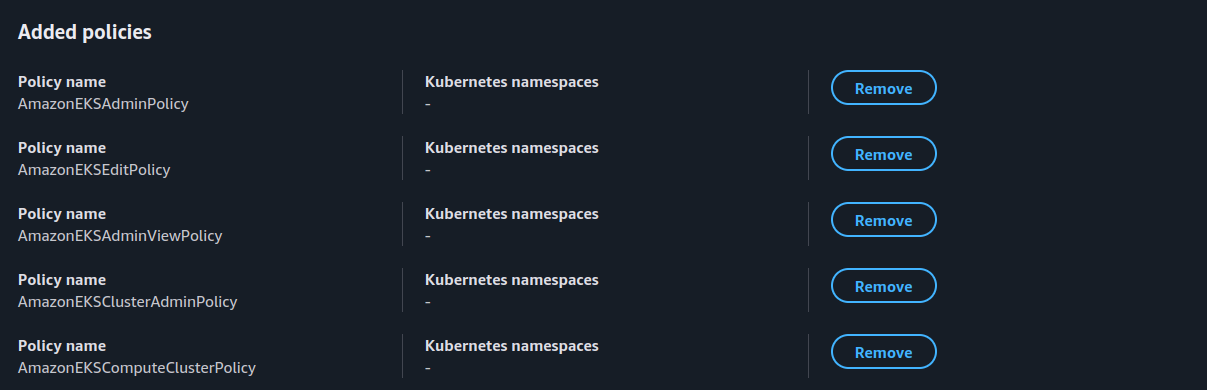 Added policies
Policy name
AmazonEKSAdminPolicy
Kubernetes namespaces
-
Remove
Policy name
AmazonEKSEditPolicy
Kubernetes namespaces
-
Remove
Policy name
AmazonEKSAdminViewPolicy
Kubernetes namespaces
-
Remove
Policy name
AmazonEKSClusterAdminPolicy
Kubernetes namespaces
-
Remove
Policy name
AmazonEKSComputeClusterPolicy
Kubernetes namespaces
-
Remove